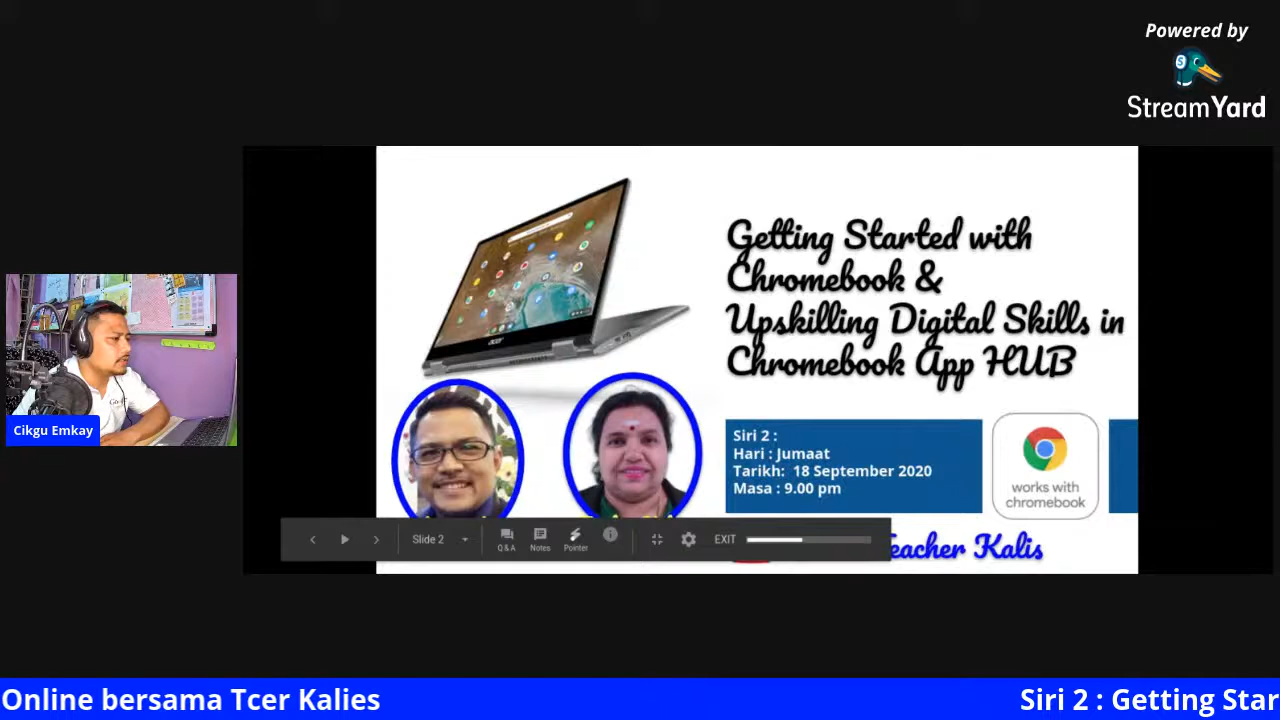 Powered by
StreamYard
Getting Started with
Chromebook &
Upskilling Digital Skills in
Chromebook App HUB
acer
Siri 2 :
Hari : Jumaat
Tarikh: 18 September 2020
Masa : 9.00 pm
works with
chromebook
Cikgu Emkay
Slide 2
Q & A
Notes
Pointer
EXIT
Teacher Kalis
Online bersama Tcer Kalies
Siri 2 : Getting Star